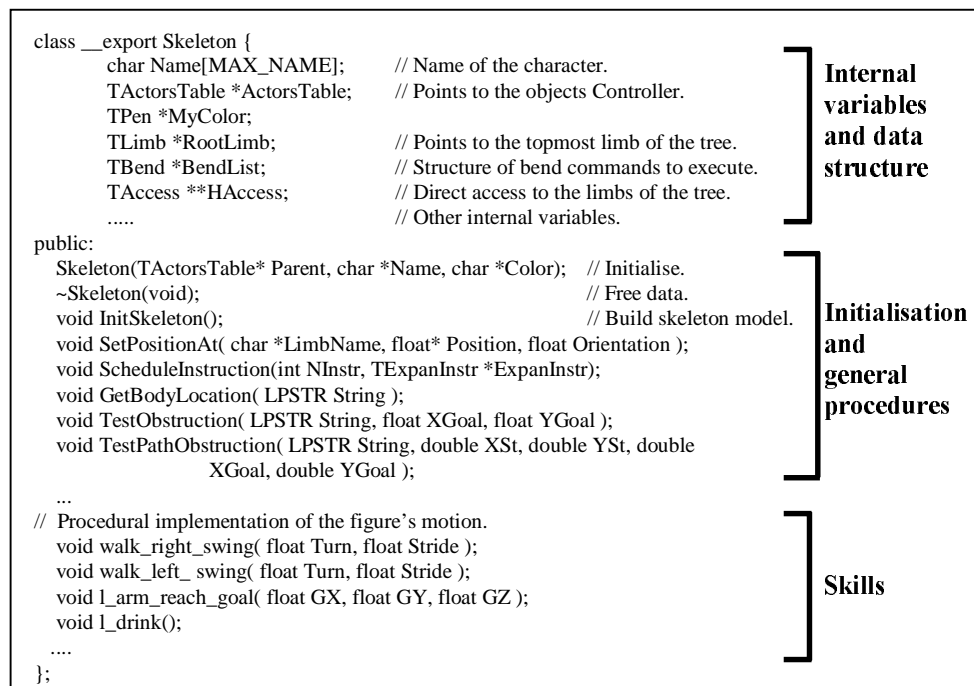 class __export Skeleton {
char Name[MAX_NAME]; // Name of the character.
TActorsTable *ActorsTable; // Points to the objects Controller.
TPen *MyColor;
TLimb *RootLimb; // Points to the topmost limb of the tree.
TBend *BendList; // Structure of bend commands to execute.
TAccess **HAccess; // Direct access to the limbs of the tree.
..... // Other internal variables.
Internal
variables
and data
structure
public:
Skeleton(TActorsTable* Parent, char *Name, char *Color); // Initialise.
~Skeleton(void); // Free data.
void InitSkeleton(); // Build skeleton model.
void SetPositionAt( char *LimbName, float* Position, float Orientation );
void ScheduleInstruction(int NInstr, TExpanInstr *ExpanInstr);
void GetBodyLocation( LPSTR String );
void TestObstruction( LPSTR String, float XGoal, float YGoal );
void TestPathObstruction( LPSTR String, double XSt, double YSt, double
XGoal, double YGoal );
...
Initialisation
and
general
procedures
// Procedural implementation of the figure's motion.
void walk_right_swing( float Turn, float Stride );
void walk_left_ swing( float Turn, float Stride );
void l_arm_reach_goal( float GX, float GY, float GZ );
void l_drink();
....
};
Skills